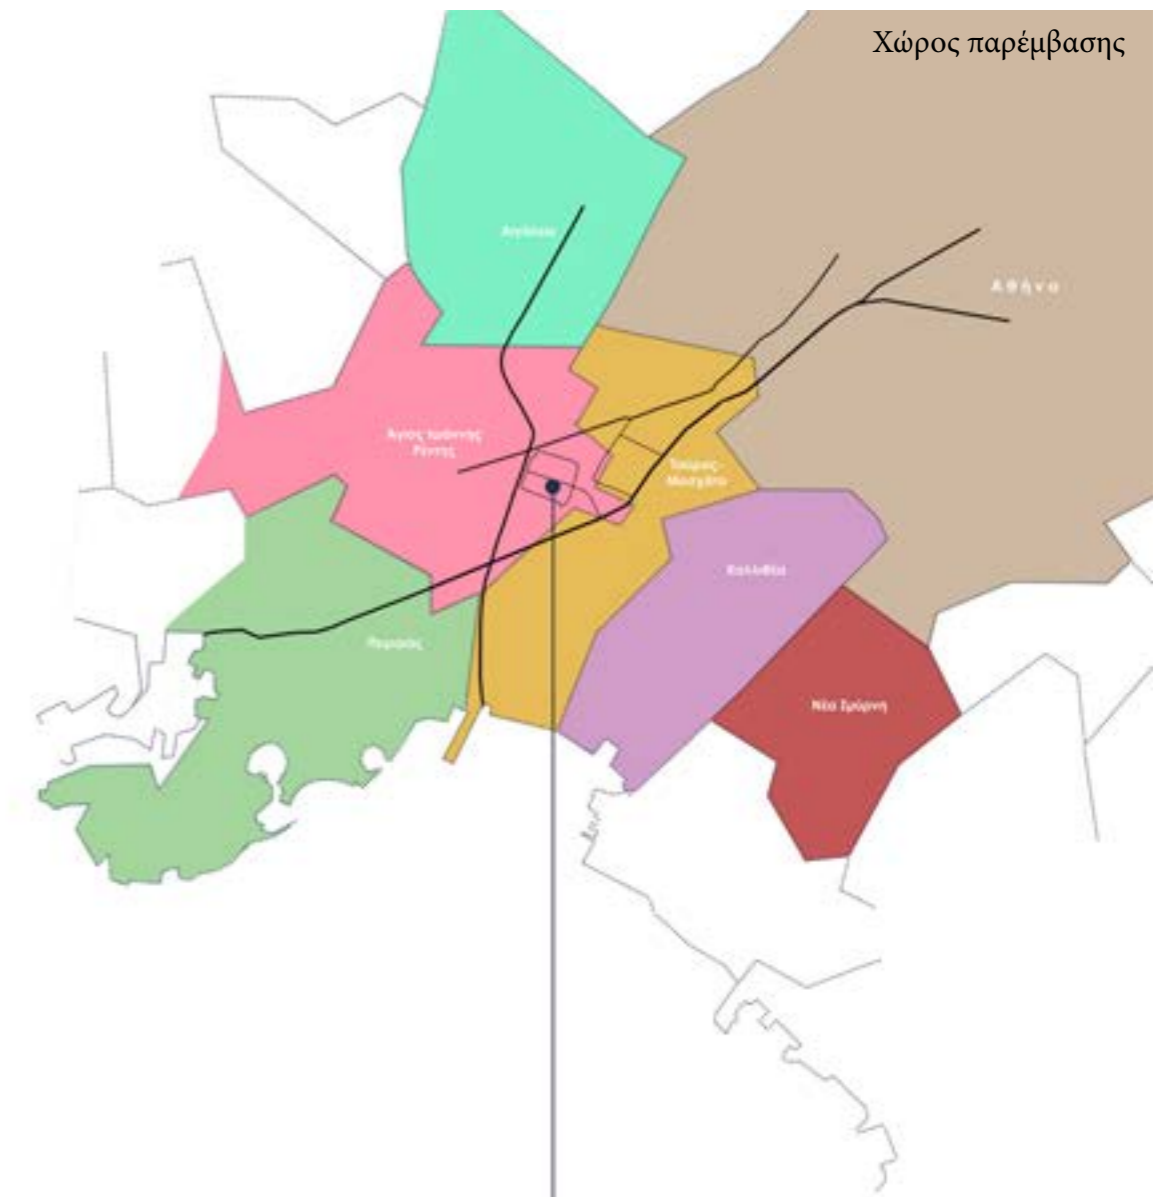 Χώρος παρέμβασης
Αιγάλεω
Αθήνα
Άγιος Ιωάννης
Ρέντης
Ταύρος-
Μοσχάτο
Καλλιθέα
Πειραιάς
Νέα Σμύρνη